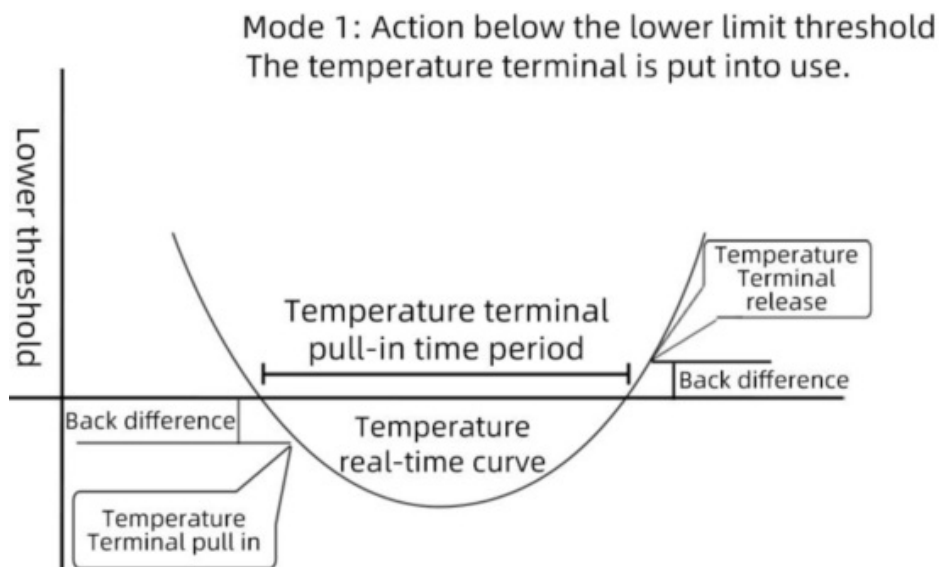 Mode 1: Action below the lower limit threshold
The temperature terminal is put into use.
Lower threshold
Temperature
Terminal
release
Temperature terminal
pull-in time period
Back difference
Back difference
Temperature
real-time curve
Temperature
Terminal pull in